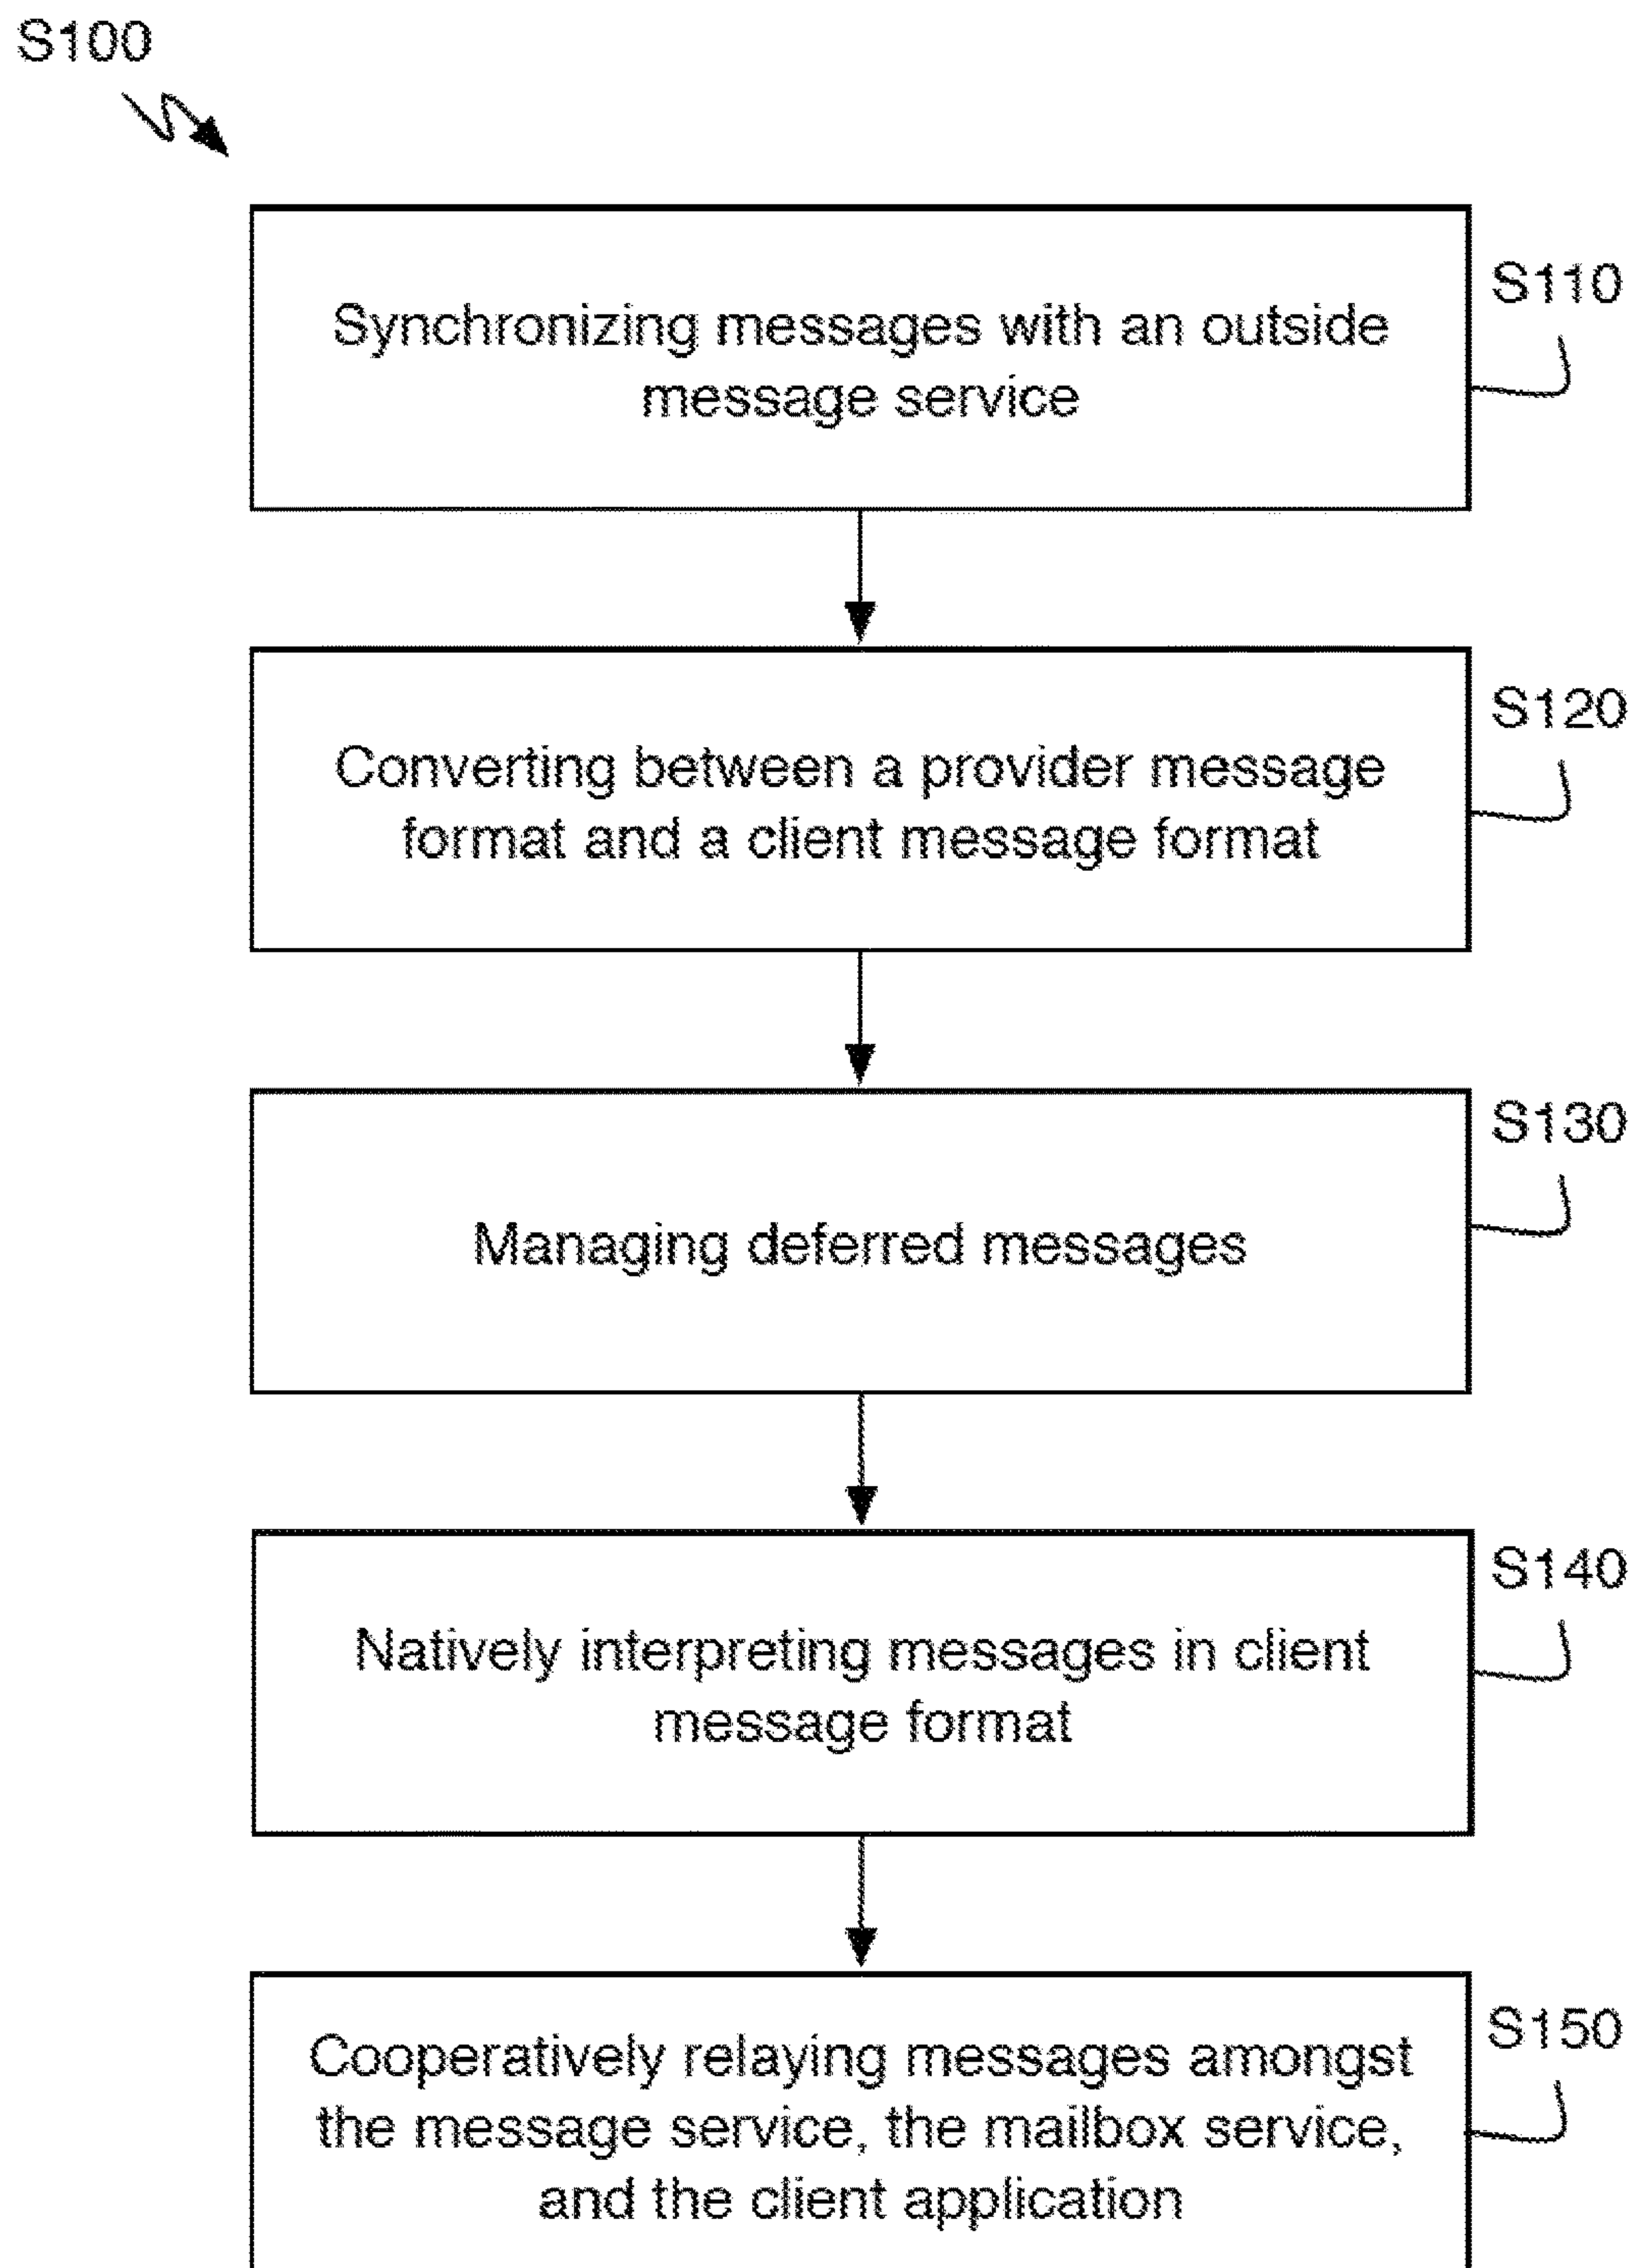 S100
S110
Synchronizing messages with an outside
message service
S120
Converting between a provider message
format and a client message format
S130
Managing deferred messages
S140
Natively interpreting messages in client
message format
S150
Cooperatively relaying messages amongst
the message service, the mailbox service,
and the client application